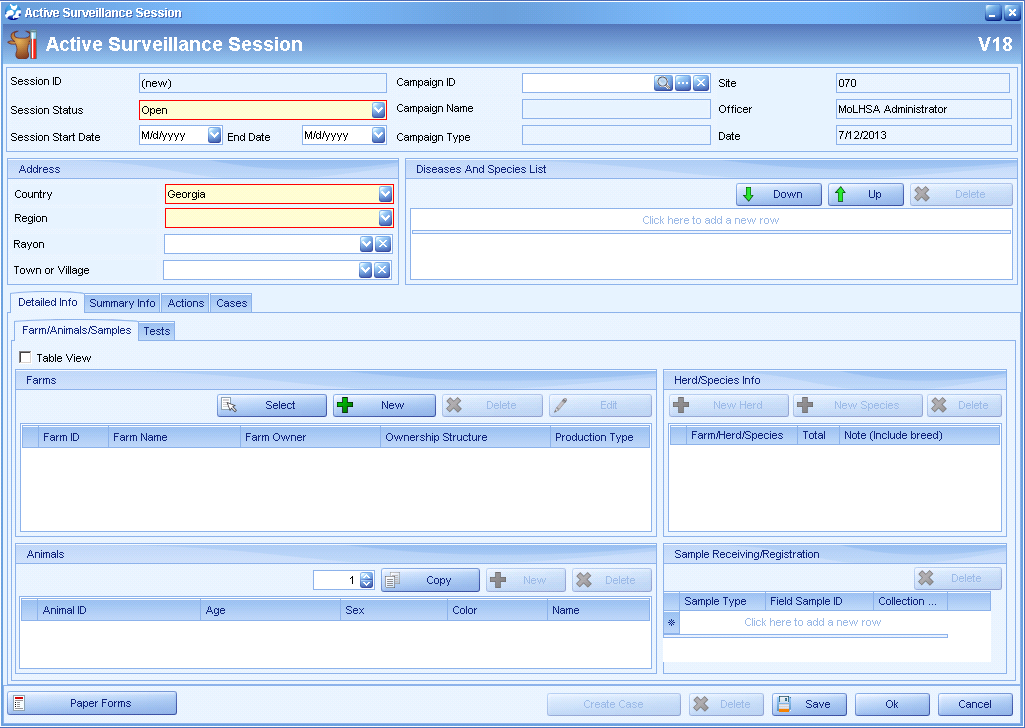 Active Surveillance Session
Active Surveillance Session V18
Session ID (new) Campaign ID Site 070
Session Status Open Campaign Name Officer MoLHSA Administrator
Session Start Date M/d/yyyy End Date M/d/yyyy Campaign Type Date 7/12/2013
Address Diseases And Species List
Country Georgia Down Up Delete
Region Click here to add a new row
Rayon
Town or Village
Detailed Info Summary Info Actions Cases
Farm/Animals/Samples Tests
Table View
Farms Herd/Species Info
Select New Delete Edit New Herd New Species Delete
Farm ID Farm Name Farm Owner Ownership Structure Production Type Farm/Herd/Species Total Note (Include breed)
Animals Sample Receiving/Registration
1 Copy New Delete Delete
Animal ID Age Sex Color Name Sample Type Field Sample ID Collection ...
Click here to add a new row
Paper Forms Create Case Delete Save Ok Cancel